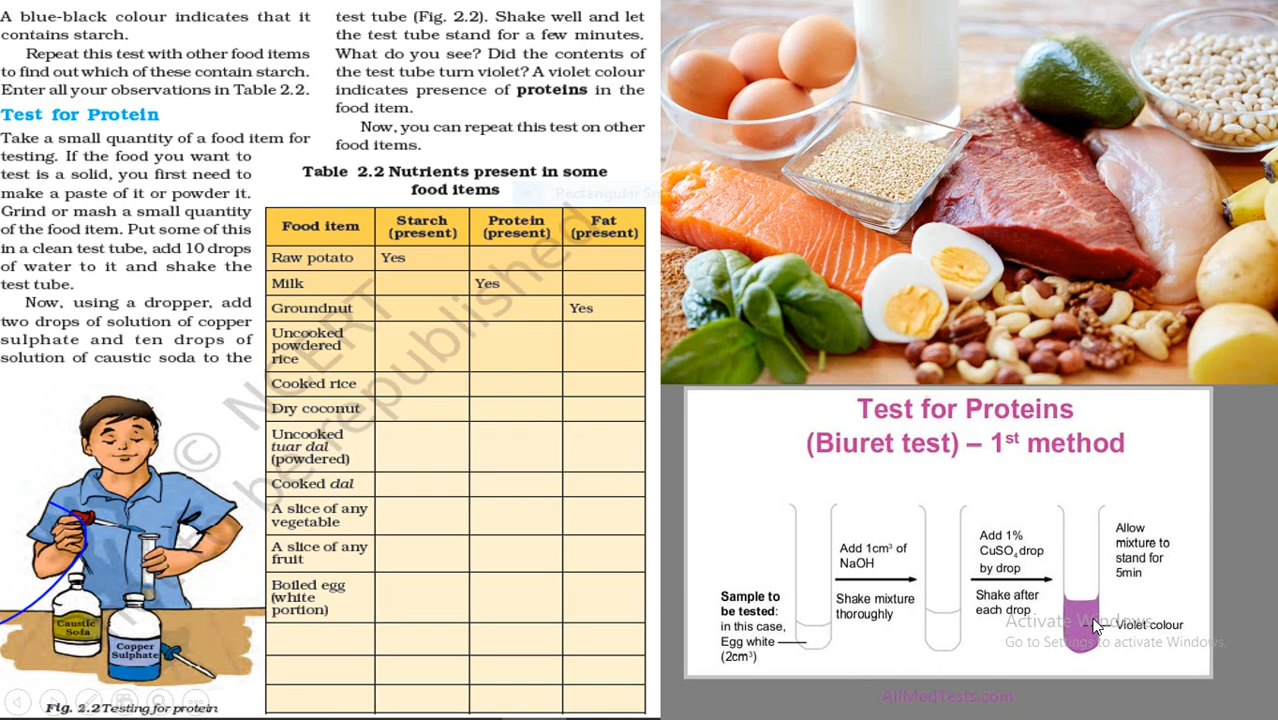 A blue-black colour indicates that it
contains starch.
Repeat this test with other food items
to find out which of these contain starch.
Enter all your observations in Table 2.2.
Test for Protein
Take a small quantity of a food item for
testing. If the food you want to
test is a solid, you first need to
make a paste of it or powder it.
Grind or mash a small quantity
of the food item. Put some of this
in a clean test tube, add 10 drops
of water to it and shake the
test tube.
Now, using a dropper, add
two drops of solution of copper
sulphate and ten drops of
solution of caustic soda to the
Caustic
Soda
Copper
Sulphate
Fig. 2.2 Testing for protein
test tube (Fig. 2.2). Shake well and let
the test tube stand for a few minutes.
What do you see? Did the contents of
the test tube turn violet? A violet colour
indicates presence of proteins in the
food item.
Now, you can repeat this test on other
food items.
Table 2.2 Nutrients present in some
food items
Food item Starch (present) Protein (present) Fat (present)
Raw potato Yes
Milk Yes
Groundnut Yes
Uncooked
powdered
rice
Cooked rice
Dry coconut
Uncooked
tuar dal
(powdered)
Cooked dal
A slice of any
vegetable
A slice of any
fruit
Boiled egg
(white
portion)
© NCERT
be republished
Rectangular
Test for Proteins
(Biuret test) – 1st method
Sample to
be tested:
in this case,
Egg white
(2cm³)
Add 1cm³ of
NaOH
Shake mixture
thoroughly
Add 1%
CuSO₄ drop
by drop
Shake after
each drop
Allow
mixture to
stand for
5min
Violet colour
Activate Windows
Go to Settings to activate Windows.
AllMedTests.com